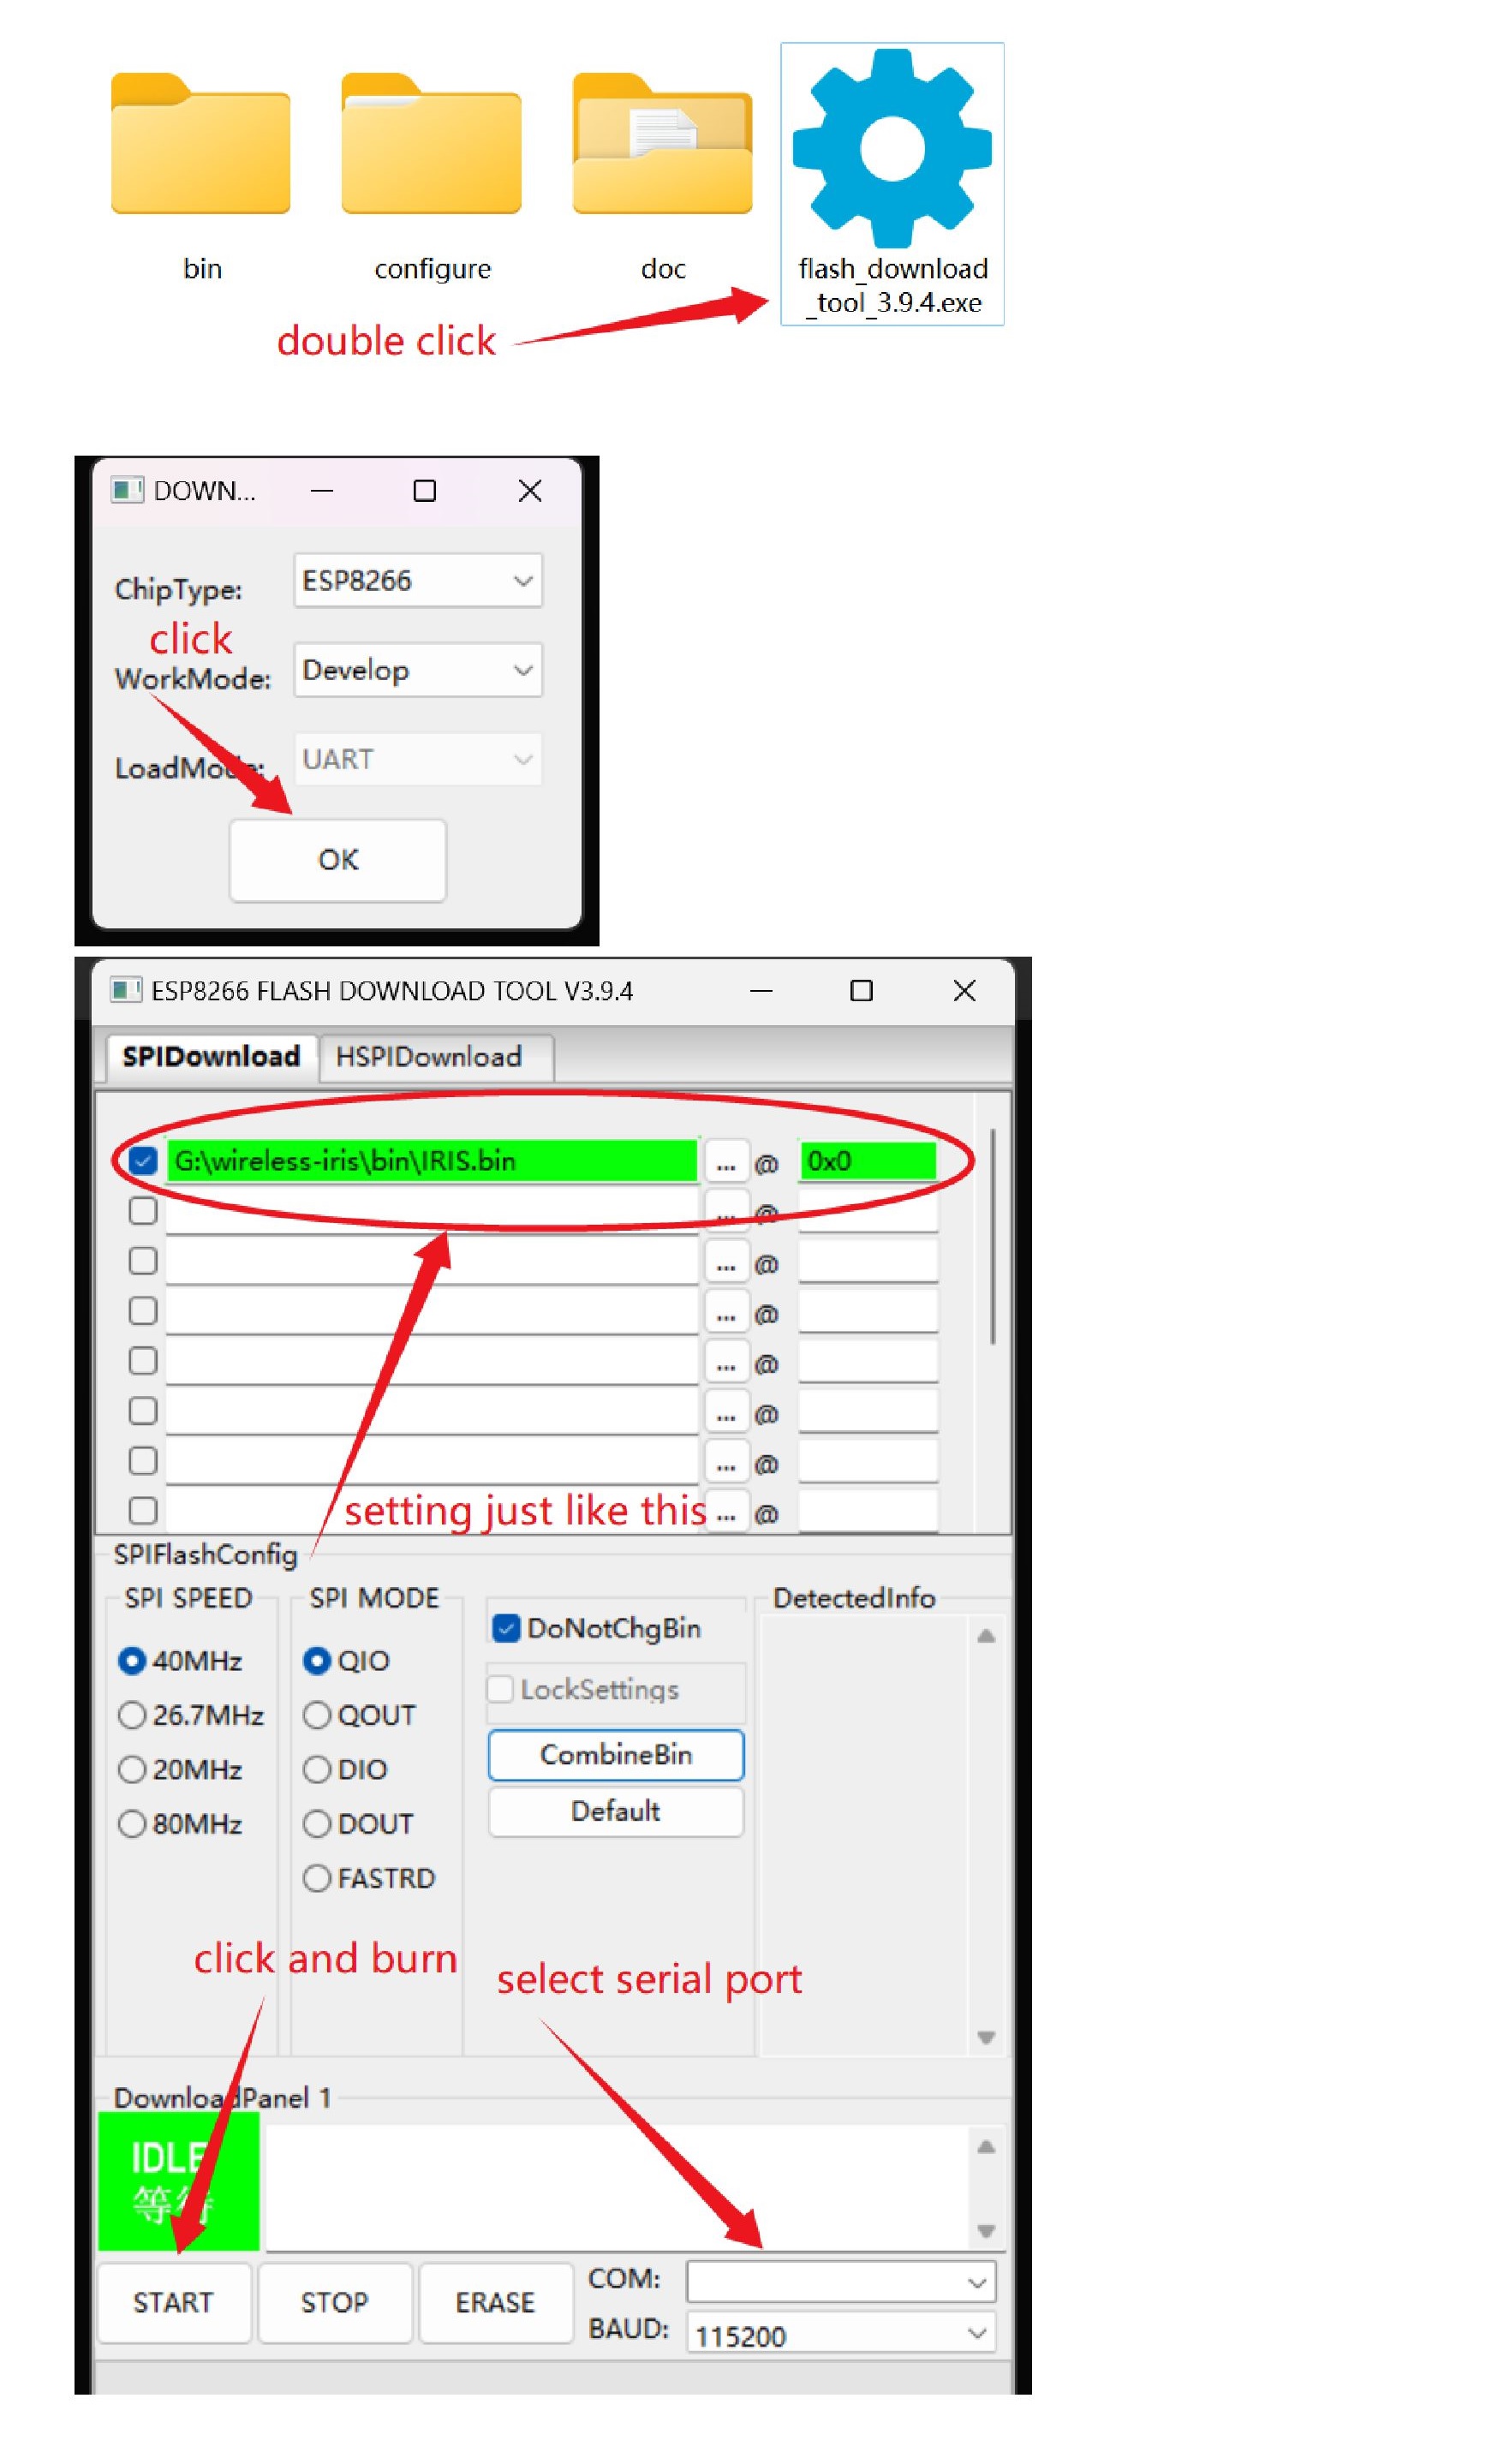 bin
configure
doc
flash_download
_tool_3.9.4.exe
double click
DOWN...
ChipType:
ESP8266
click
WorkMode:
Develop
LoadMode:
UART
OK
ESP8266 FLASH DOWNLOAD TOOL V3.9.4
SPIDownload
HSPIDownload
G:\wireless-iris\bin\IRIS.bin ... @ 0x0
... @
... @
... @
... @
... @
... @
setting just like this ... @
SPIFlashConfig
SPI SPEED
40MHz
26.7MHz
20MHz
80MHz
SPI MODE
QIO
QOUT
DIO
DOUT
FASTRD
DoNotChgBin
LockSettings
CombineBin
Default
DetectedInfo
click and burn
select serial port
DownloadPanel 1
IDLE
等待
START
STOP
ERASE
COM:
BAUD:
115200